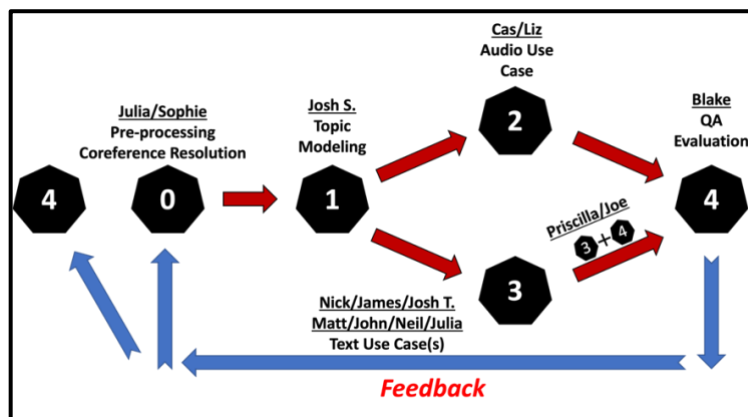 Cas/Liz
Audio Use
Case
2
Julia/Sophie
Pre-processing
Coreference Resolution
Josh S.
Topic
Modeling
Blake
QA
Evaluation
4
0
1
4
Priscilla/Joe
3+4
3
Nick/James/Josh T.
Matt/John/Neil/Julia
Text Use Case(s)
Feedback